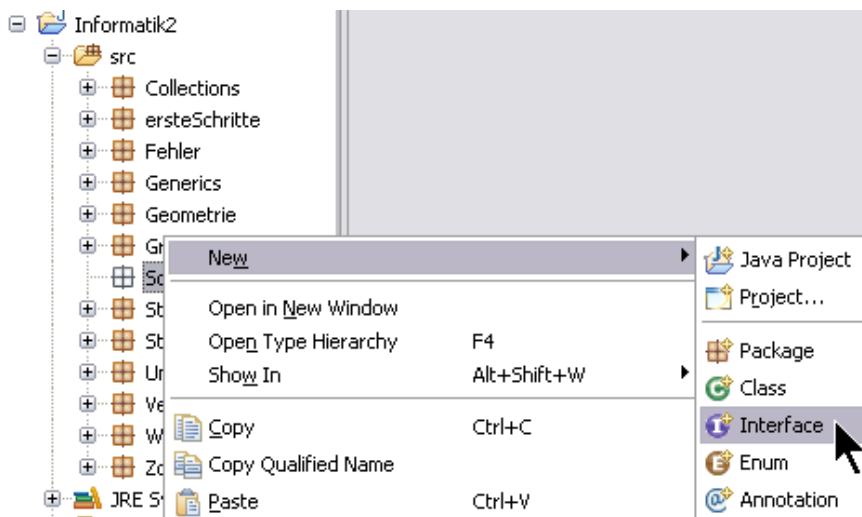 Informatik2
src
Collections
ersteSchritte
Fehler
Generics
Geometrie
New
Java Project
Project...
Open in New Window
Open Type Hierarchy F4
Package
Show In Alt+Shift+W
Class
Copy Ctrl+C
Interface
Copy Qualified Name
Enum
JRE
Paste Ctrl+V
Annotation